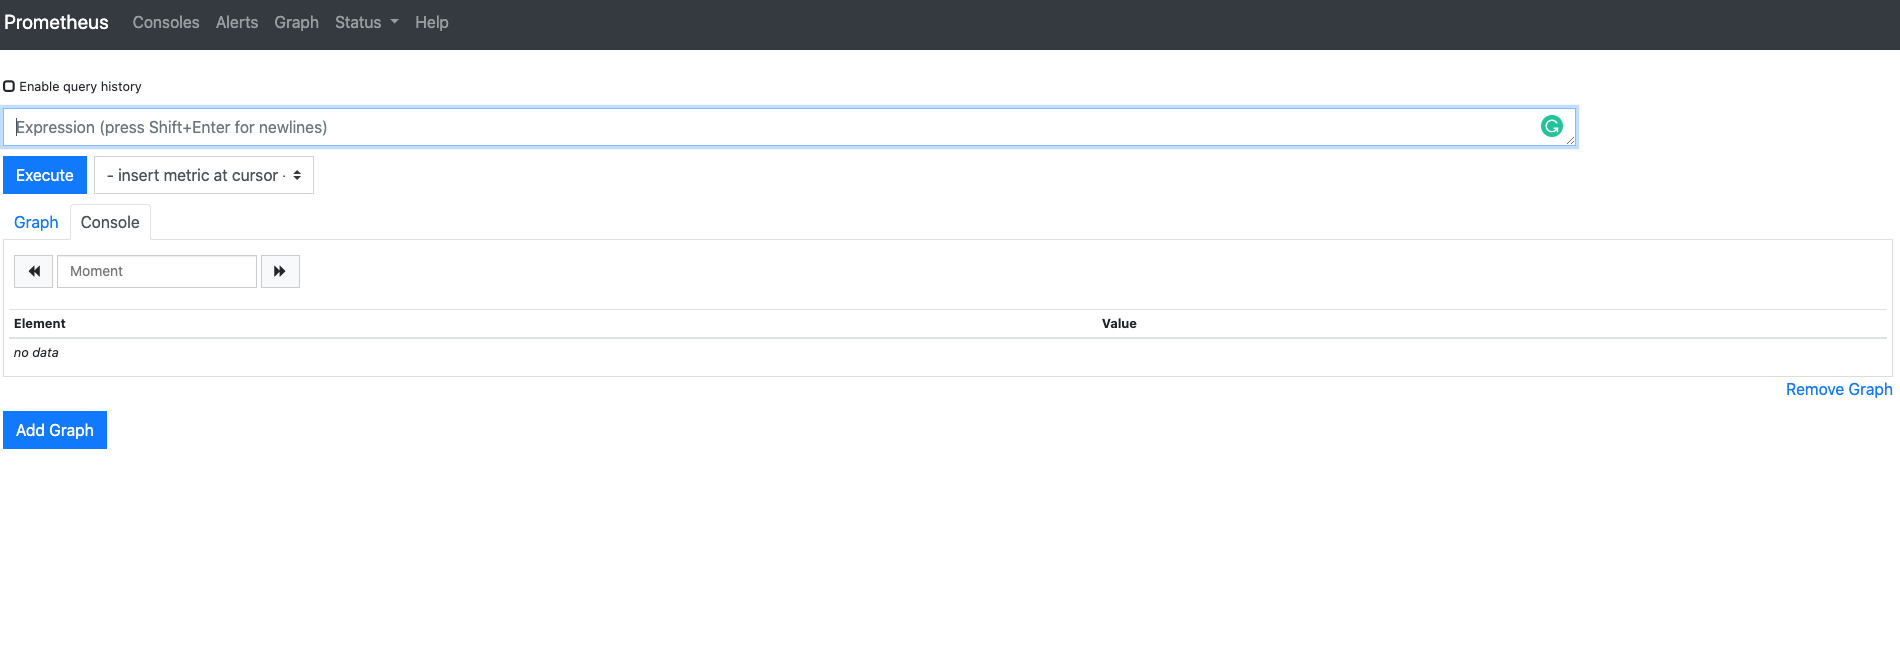 Prometheus Consoles Alerts Graph Status Help
Enable query history
Expression (press Shift+Enter for newlines)
Execute - insert metric at cursor -
Graph Console
Moment
Element Value
no data
Remove Graph
Add Graph